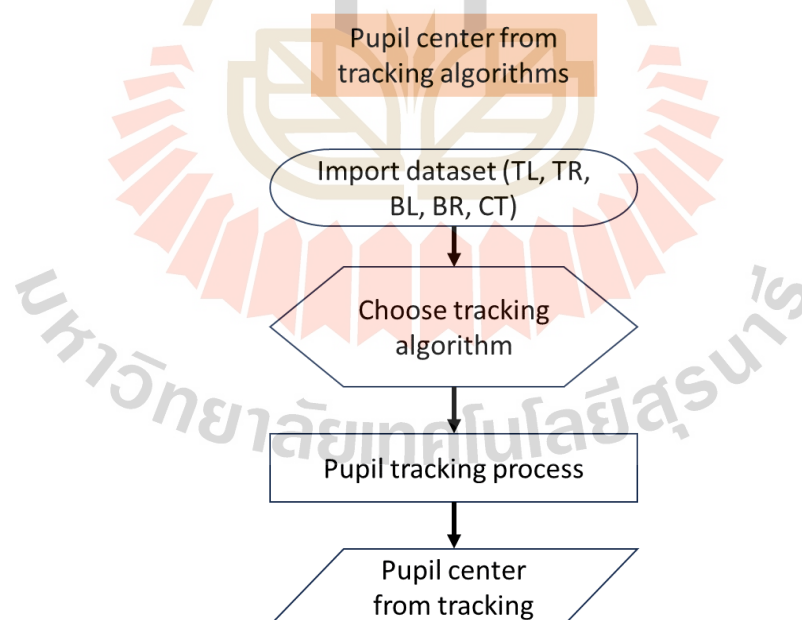 Pupil center from
tracking algorithms
Import dataset (TL, TR,
BL, BR, CT)
Choose tracking
algorithm
มหาวิทยาลัยเทคโนโลยีสุรนารี
Pupil tracking process
Pupil center
from tracking